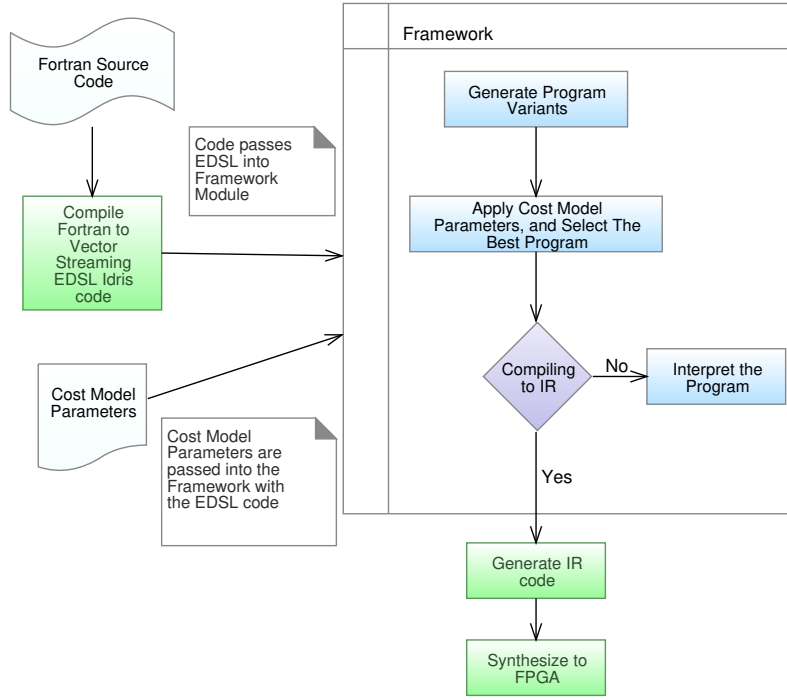 Fortran Source
Code
Framework
Generate Program
Variants
Code passes
EDSL into
Framework
Module
Compile
Fortran to
Vector
Streaming
EDSL Idris
code
Apply Cost Model
Parameters, and Select The
Best Program
Cost Model
Parameters
Compiling
to IR
No
Interpret the
Program
Cost Model
Parameters are
passed into the
Framework with
the EDSL code
Yes
Generate IR
code
Synthesize to
FPGA